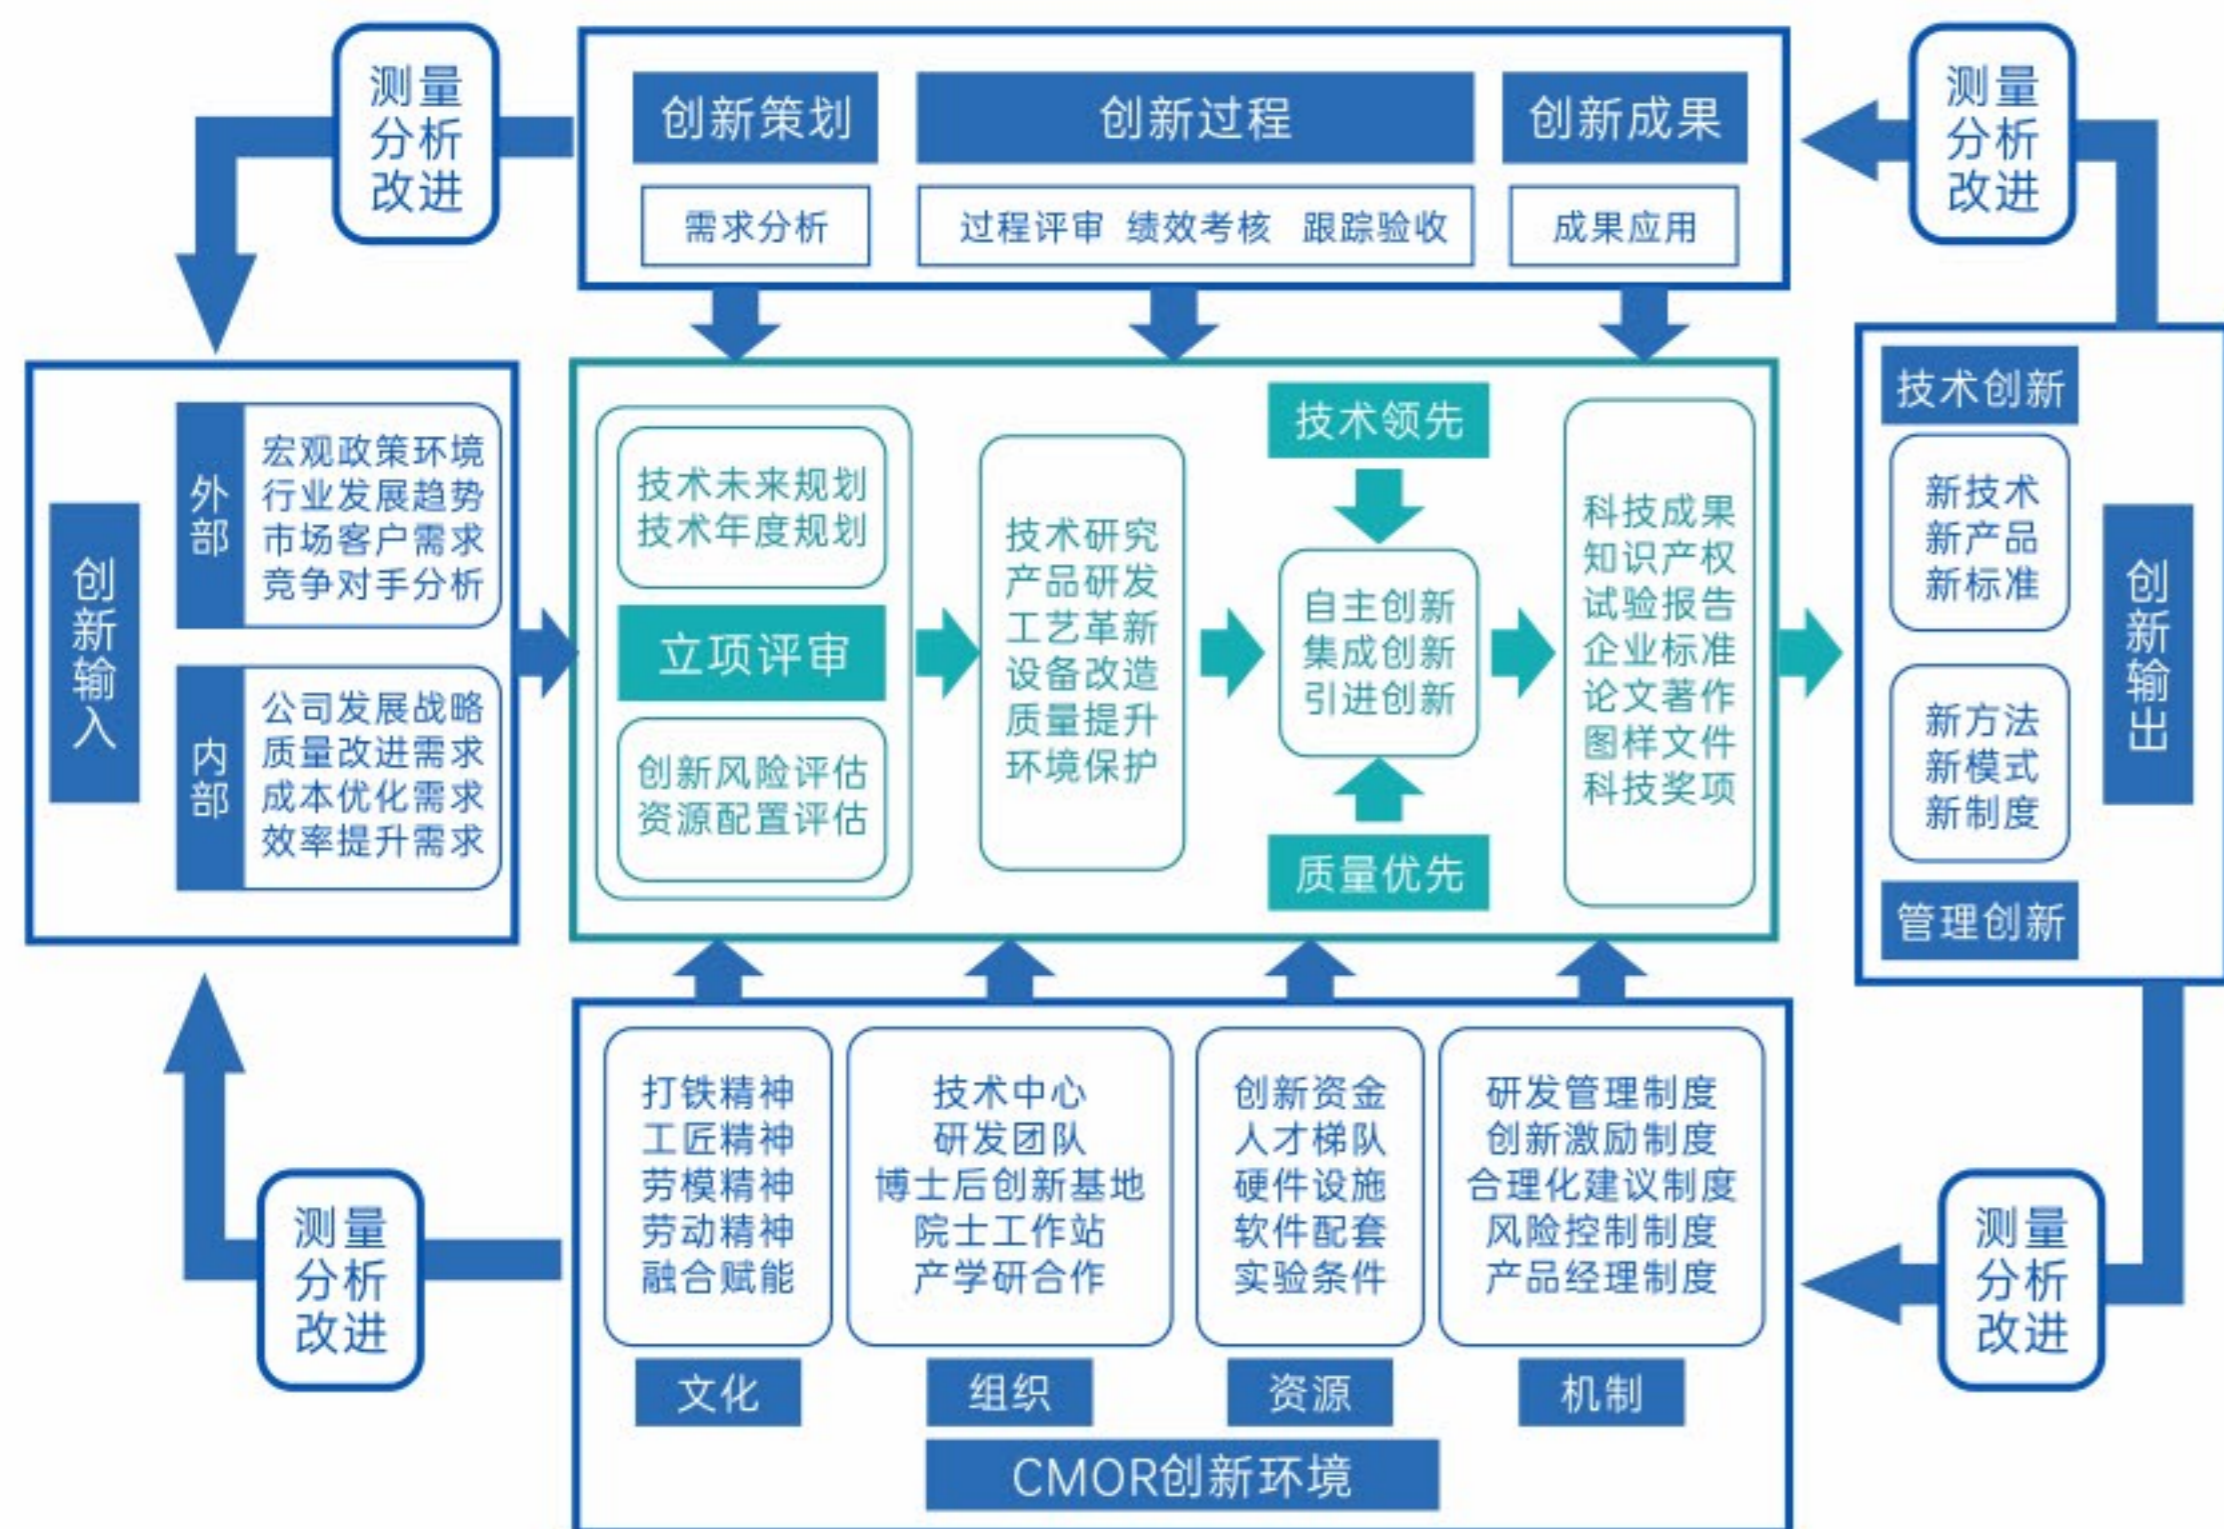 测量
分析
改进
创新策划
创新过程
创新成果
需求分析
过程评审 绩效考核 跟踪验收
成果应用
测量
分析
改进
创新输入
外部
宏观政策环境
行业发展趋势
市场客户需求
竞争对手分析
内部
公司发展战略
质量改进需求
成本优化需求
效率提升需求
技术未来规划
技术年度规划
立项评审
创新风险评估
资源配置评估
技术研究
产品研发
工艺革新
设备改造
质量提升
环境保护
技术领先
自主创新
集成创新
引进创新
质量优先
科技成果
知识产权
试验报告
企业标准
论文著作
图样文件
科技奖项
技术创新
新技术
新产品
新标准
新方法
新模式
新制度
管理创新
创新输出
测量
分析
改进
打铁精神
工匠精神
劳模精神
劳动精神
融合赋能
文化
技术中心
研发团队
博士后创新基地
院士工作站
产学研合作
组织
创新资金
人才梯队
硬件设施
软件配套
实验条件
资源
研发管理制度
创新激励制度
合理化建议制度
风险控制制度
产品经理制度
机制
CMOR创新环境
测量
分析
改进